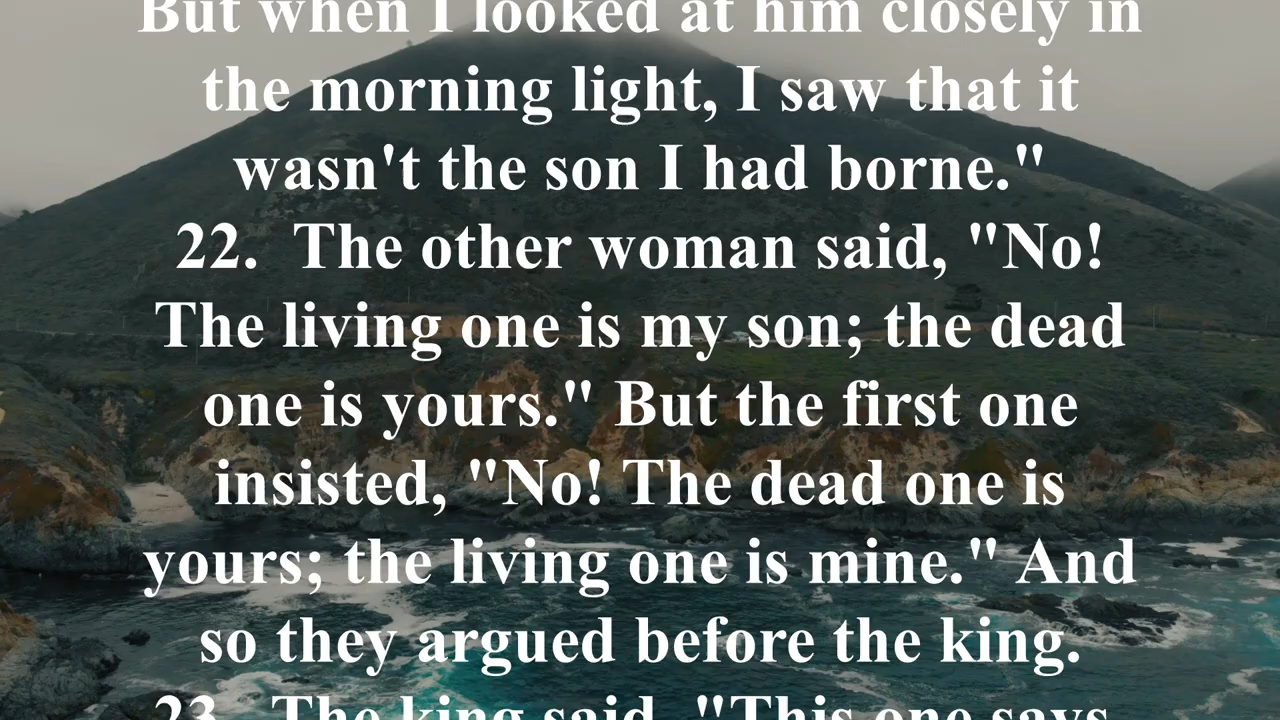 But when I looked at him closely in
the morning light, I saw that it
wasn't the son I had borne."
22.  The other woman said, "No!
The living one is my son; the dead
one is yours." But the first one
insisted, "No! The dead one is
yours; the living one is mine." And
so they argued before the king.
23.  The king said, "This one says,